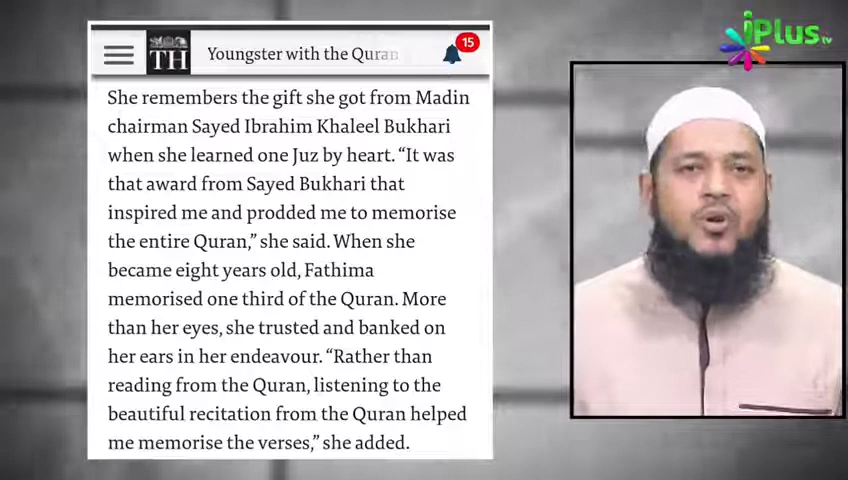 TH
Youngster with the Quran
15
iPlus tv
She remembers the gift she got from Madin
chairman Sayed Ibrahim Khaleel Bukhari
when she learned one Juz by heart. “It was
that award from Sayed Bukhari that
inspired me and prodded me to memorise
the entire Quran,” she said. When she
became eight years old, Fathima
memorised one third of the Quran. More
than her eyes, she trusted and banked on
her ears in her endeavour. “Rather than
reading from the Quran, listening to the
beautiful recitation from the Quran helped
me memorise the verses,” she added.